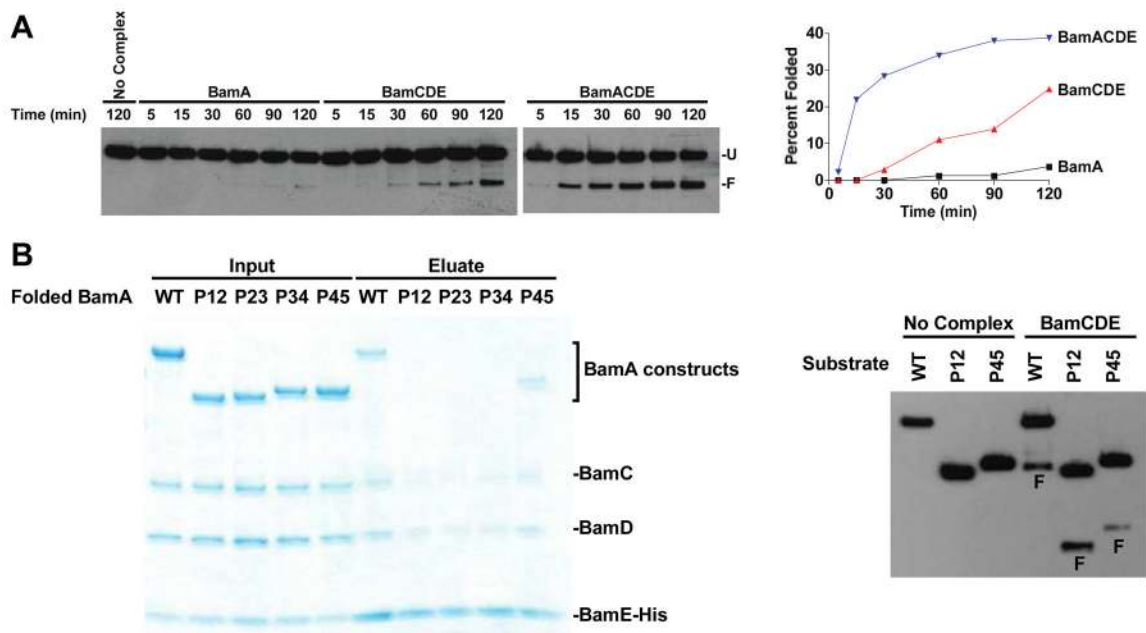 A
No Complex
BamA
BamCDE
BamACDE
Time (min) 120 5 15 30 60 90 120 5 15 30 60 90 120 5 15 30 60 90 120
-U
-F
Percent Folded
40
30
20
10
0
0 30 60 90 120
Time (min)
BamACDE
BamCDE
BamA
B
Input Eluate
Folded BamA WT P12 P23 P34 P45 WT P12 P23 P34 P45
BamA constructs
-BamC
-BamD
-BamE-His
No Complex BamCDE
Substrate WT P12 P45 WT P12 P45
F
F
F